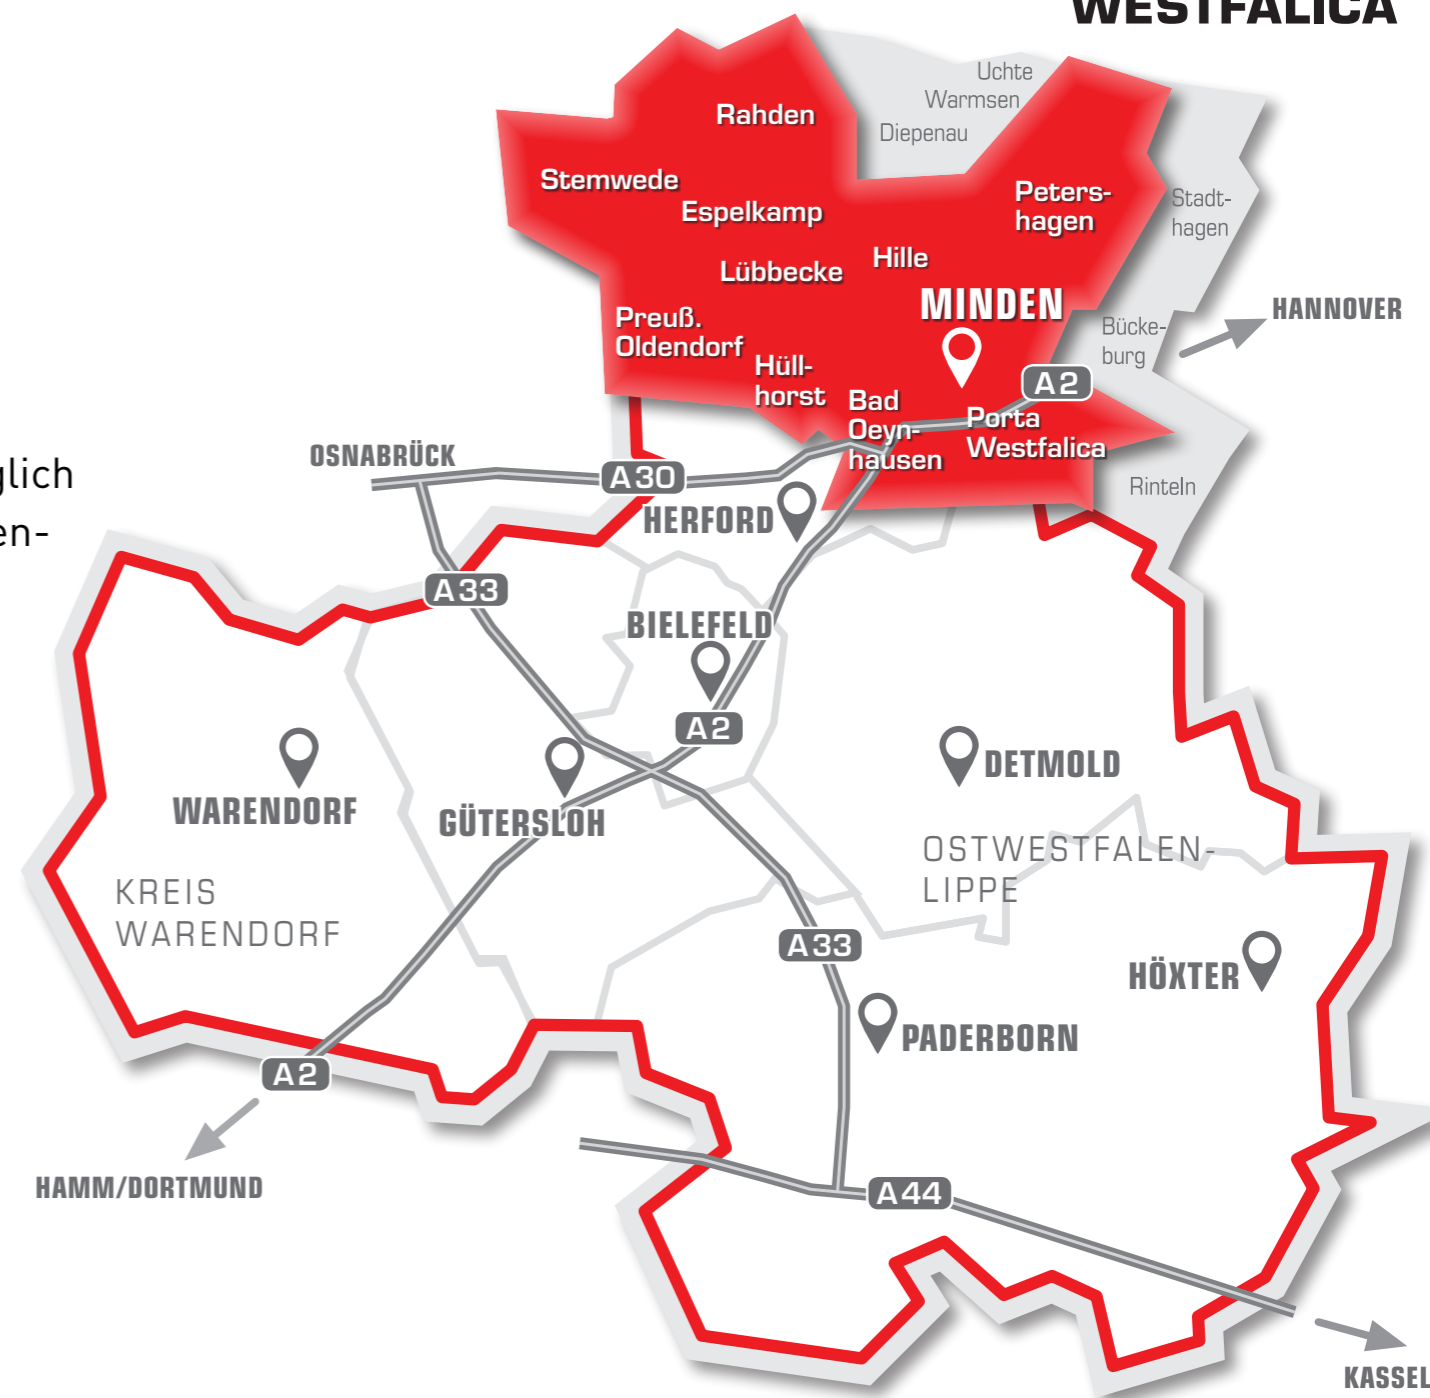 WESTFALICA
Uchte
Warmsen
Diepenau
Rahden
Stemwede
Espelkamp
Peters-
hagen
Stadt-
hagen
Hille
Lübbecke
MINDEN
HANNOVER
Preuß.
Oldendorf
Bücke-
burg
Hüll-
horst
A2
Bad
Oeyn-
hausen
Porta
Westfalica
OSNABRÜCK
glich
A30
Rinteln
en-
HERFORD
A33
BIELEFELD
A2
DETMOLD
WARENDORF
GÜTERSLOH
OSTWESTFALEN-
LIPPE
KREIS
WARENDORF
A33
HÖXTER
PADERBORN
A2
HAMM/DORTMUND
A44
KASSEL